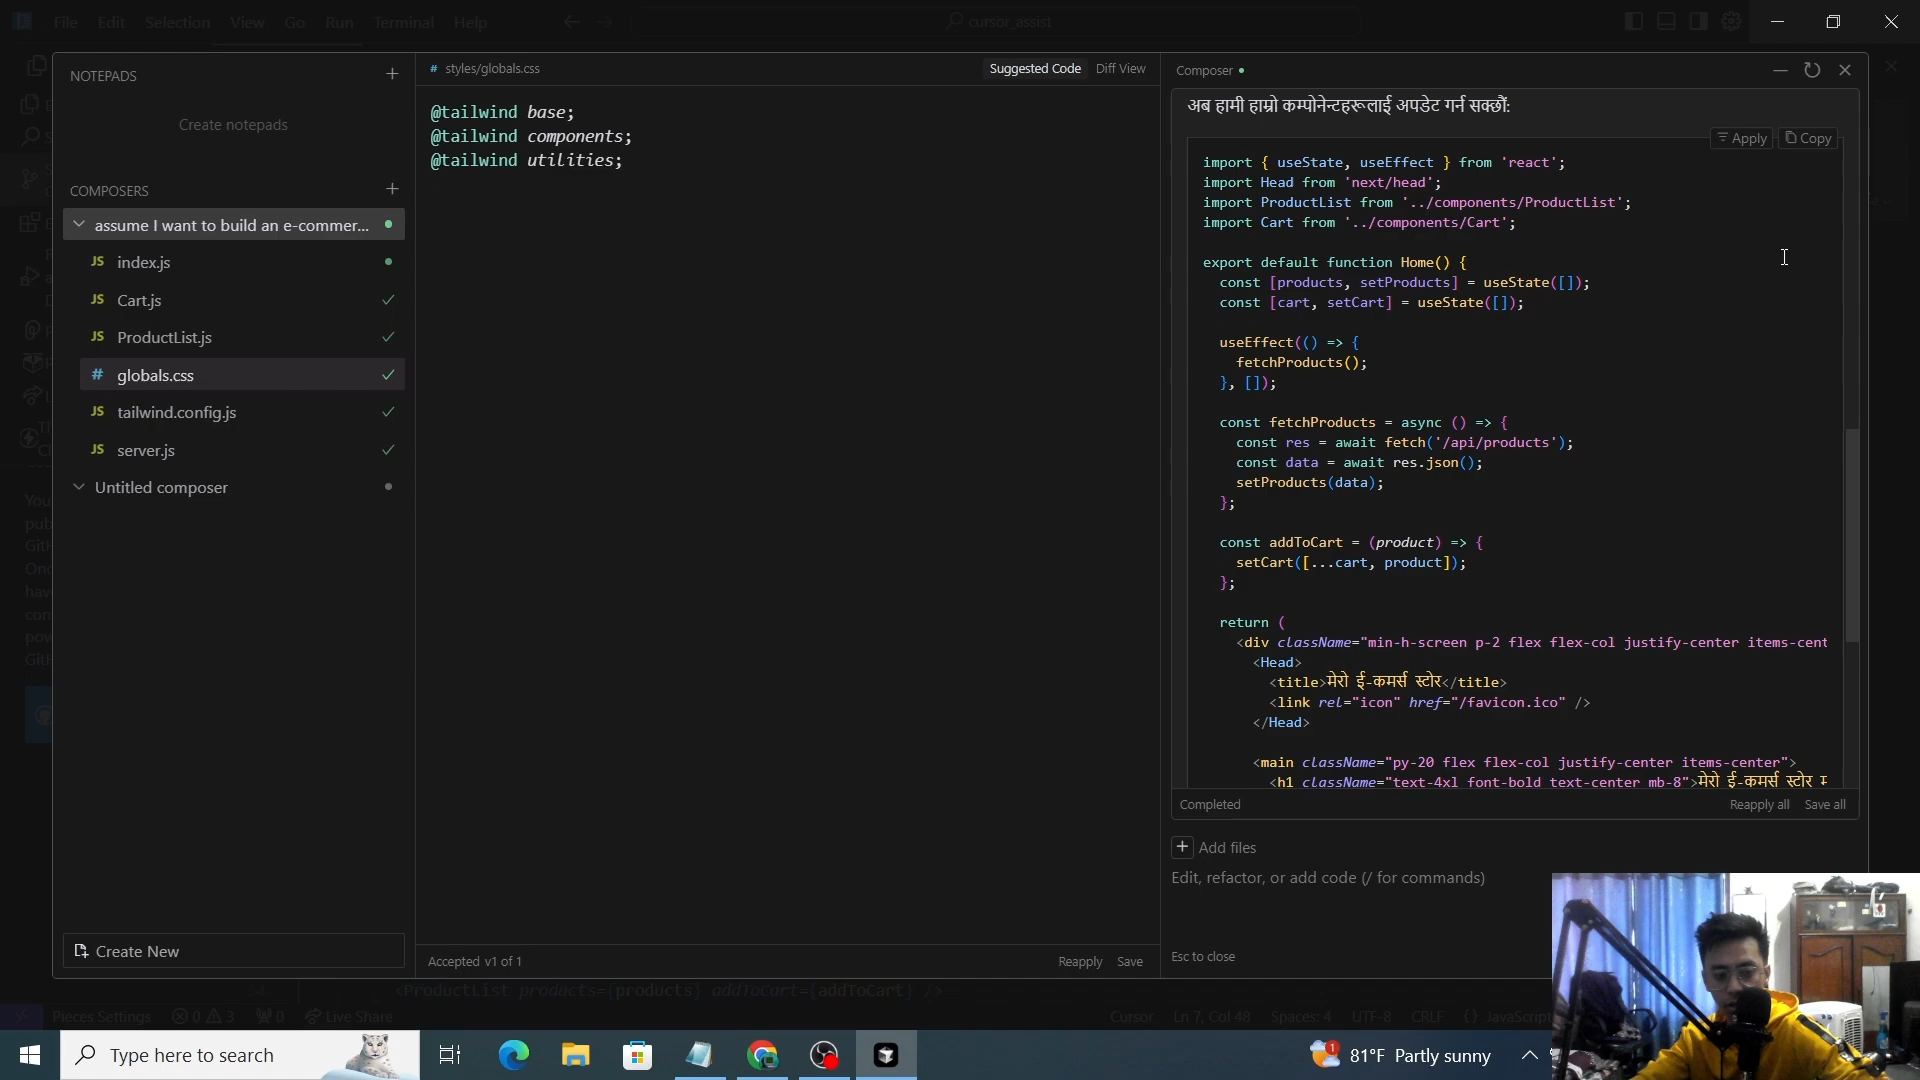 File Edit Selection View Go Run Terminal Help
cursor_assist
NOTEPADS
Create notepads
COMPOSERS
assume I want to build an e-commer...
JS index.js
JS Cart.js
JS ProductList.js
# globals.css
JS tailwind.config.js
JS server.js
Untitled composer
Create New
# styles/globals.css
Suggested Code Diff View
@tailwind base;
@tailwind components;
@tailwind utilities;
Accepted v1 of 1
Reapply Save
Composer
अब हामी हाम्रो कम्पोनेन्टहरूलाई अपडेट गर्न सक्छौं:
Apply Copy
import { useState, useEffect } from 'react';
import Head from 'next/head';
import ProductList from '../components/ProductList';
import Cart from '../components/Cart';
export default function Home() {
const [products, setProducts] = useState([]);
const [cart, setCart] = useState([]);
useEffect(() => {
fetchProducts();
}, []);
const fetchProducts = async () => {
const res = await fetch('/api/products');
const data = await res.json();
setProducts(data);
};
const addToCart = (product) => {
setCart([...cart, product]);
};
return (
<div className="min-h-screen p-2 flex flex-col justify-center items-cent
<Head>
<title>मेरो ई-कमर्स स्टोर</title>
<link rel="icon" href="/favicon.ico" />
</Head>
<main className="py-20 flex flex-col justify-center items-center">
<h1 className="text-4xl font-bold text-center mb-8">मेरो ई-कमर्स स्टोर म
Completed
Reapply all Save all
+ Add files
Edit, refactor, or add code (/ for commands)
Esc to close
<ProductList products={products} addToCart={addToCart} />
Pieces Settings 0 3 0 Live Share
Cursor Ln 7, Col 48 Spaces: 4 UTF-8 CRLF {} JavaScript
Type here to search
1 81°F Partly sunny